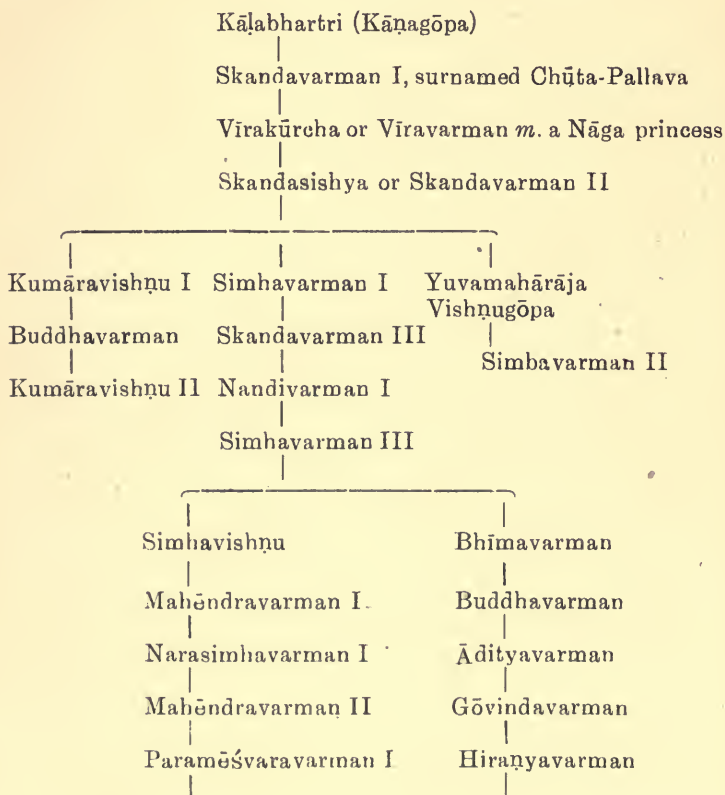 Kāḷabhartri (Kāṇagōpa)
Skandavarman I, surnamed Chūta-Pallava
Vīrakūrcha or Vīravarman m. a Nāga princess
Skandasishya or Skandavarman II
Kumāravishṇu I Simhavarman I Yuvamahārāja
Vishṇugōpa
Buddhavarman Skandavarman III
Simbavarman II
Kumāravishṇu II Nandivarman I
Simhavarman III
Simhavishṇu Bhīmavarman
Mahēndravarman I Buddhavarman
Narasimhavarman I Ādityavarman
Mahēndravarman II Gōvindavarman
Paramēśvaravarman I Hiraṇyavarman